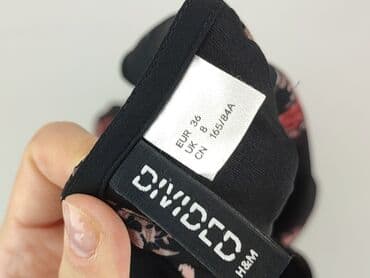 EUR 36
UK 8
CN 165/84A
DIVIDED
H&M